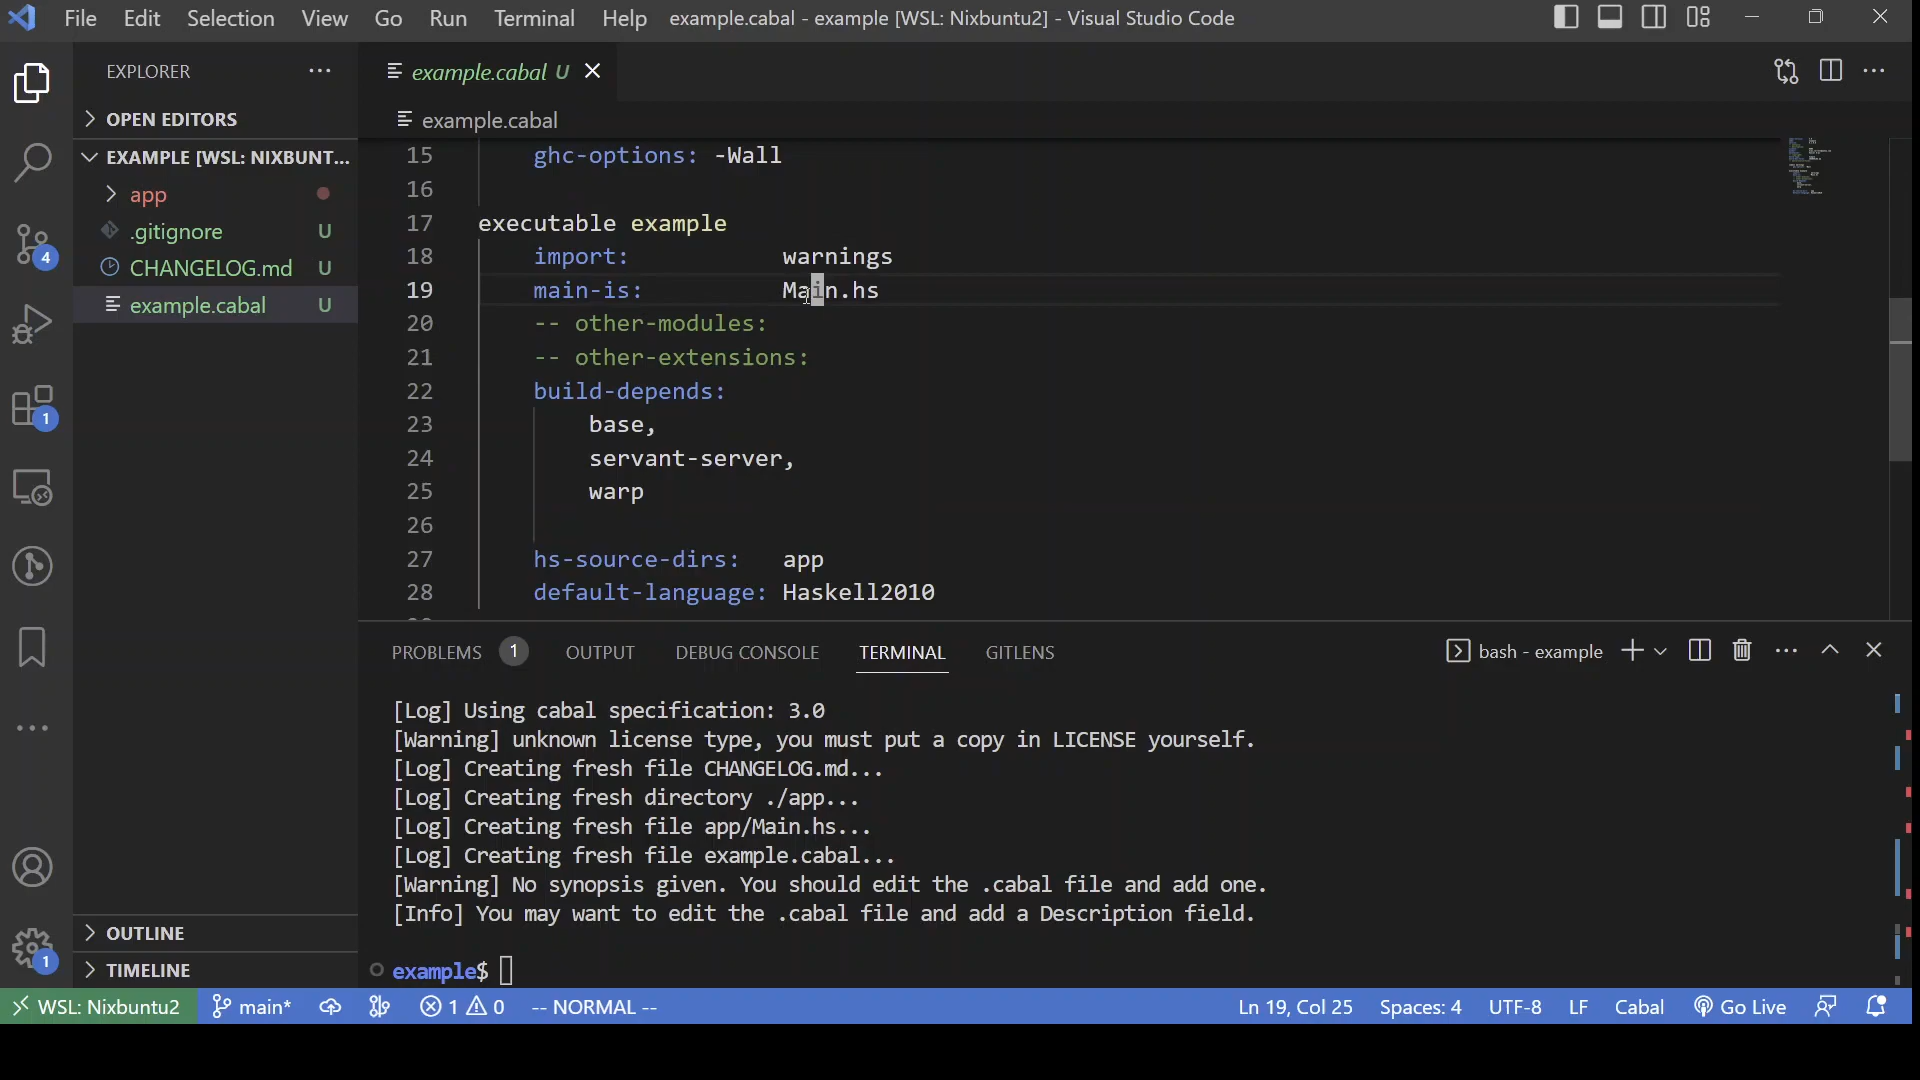 File Edit Selection View Go Run Terminal Help example.cabal - example [WSL: Nixbuntu2] - Visual Studio Code
EXPLORER
OPEN EDITORS
EXAMPLE [WSL: NIXBUNT...
app
.gitignore U
CHANGELOG.md U
example.cabal U
4
1
OUTLINE
TIMELINE
1
example.cabal U
example.cabal
15 ghc-options: -Wall
16
17 executable example
18 import: warnings
19 main-is: Main.hs
20 -- other-modules:
21 -- other-extensions:
22 build-depends:
23 base,
24 servant-server,
25 warp
26
27 hs-source-dirs: app
28 default-language: Haskell2010
PROBLEMS 1 OUTPUT DEBUG CONSOLE TERMINAL GITLENS bash - example
[Log] Using cabal specification: 3.0
[Warning] unknown license type, you must put a copy in LICENSE yourself.
[Log] Creating fresh file CHANGELOG.md...
[Log] Creating fresh directory ./app...
[Log] Creating fresh file app/Main.hs...
[Log] Creating fresh file example.cabal...
[Warning] No synopsis given. You should edit the .cabal file and add one.
[Info] You may want to edit the .cabal file and add a Description field.
example$
WSL: Nixbuntu2 main* 1 0 -- NORMAL -- Ln 19, Col 25 Spaces: 4 UTF-8 LF Cabal Go Live